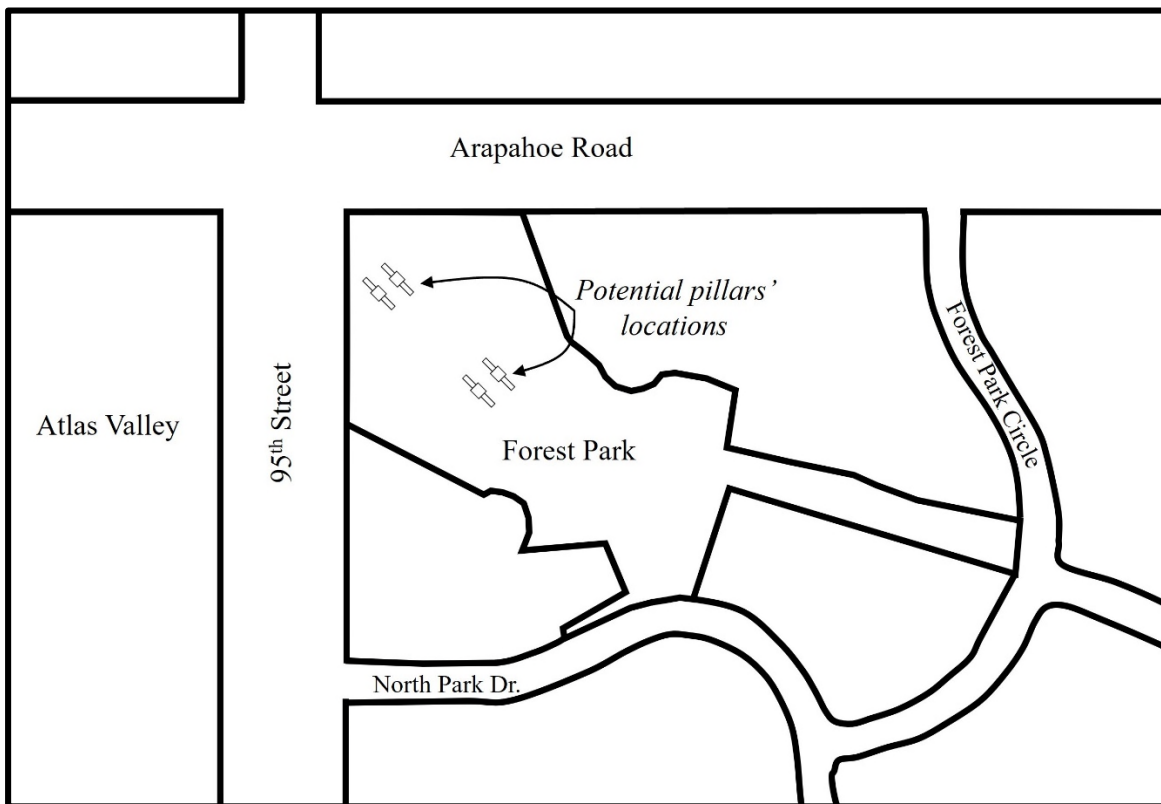 Arapahoe Road
Potential pillars’
locations
Forest Park Circle
95th Street
Atlas Valley
Forest Park
North Park Dr.